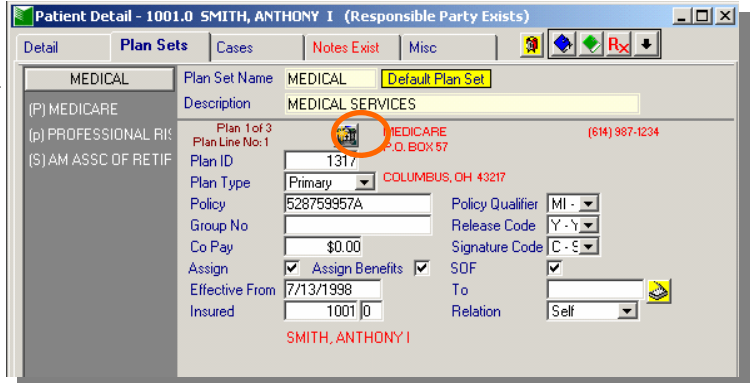 Patient Detail - 1001.0 SMITH, ANTHONY I (Responsible Party Exists)
Detail Plan Sets Cases Notes Exist Misc
MEDICAL
(P) MEDICARE
(p) PROFESSIONAL RIS
(S) AM ASSC OF RETIF
Plan Set Name MEDICAL Default Plan Set
Description MEDICAL SERVICES
Plan 1 of 3 MEDICARE (614) 987-1234
Plan Line No: 1 P.O. BOX 57
Plan ID 1317
Plan Type Primary COLUMBUS, OH 43217
Policy 528759957A Policy Qualifier MI -
Group No Release Code Y - Y
Co Pay $0.00 Signature Code C - S
Assign Assign Benefits SOF
Effective From 7/13/1998 To
Insured 1001 0 Relation Self
SMITH, ANTHONY I